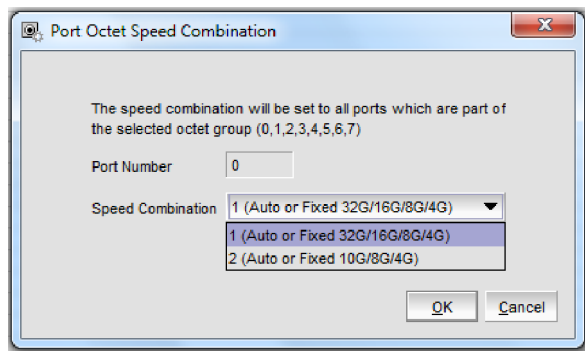 Port Octet Speed Combination
The speed combination will be set to all ports which are part of
the selected octet group (0,1,2,3,4,5,6,7)
Port Number 0
Speed Combination 1 (Auto or Fixed 32G/16G/8G/4G)
1 (Auto or Fixed 32G/16G/8G/4G)
2 (Auto or Fixed 10G/8G/4G)
OK Cancel